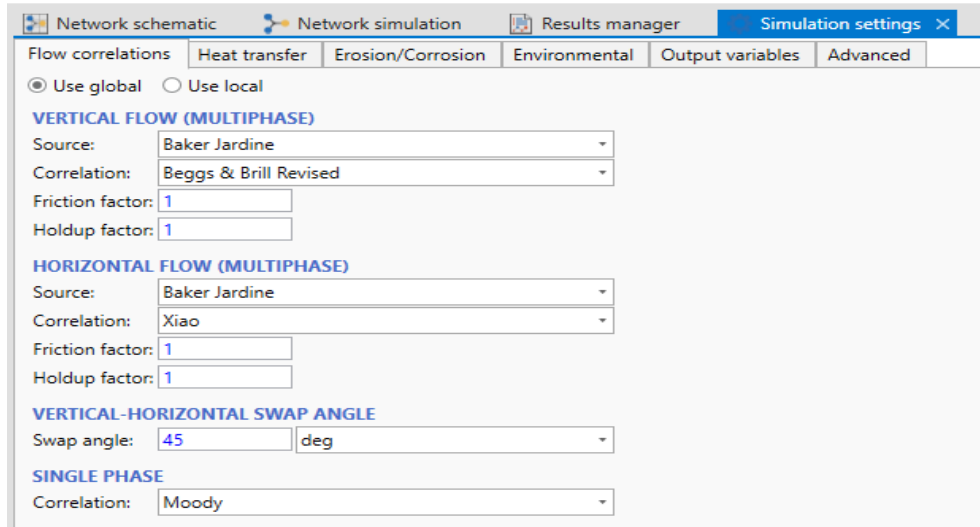 Network schematic Network simulation Results manager Simulation settings ×
Flow correlations Heat transfer Erosion/Corrosion Environmental Output variables Advanced
Use global Use local
VERTICAL FLOW (MULTIPHASE)
Source: Baker Jardine
Correlation: Beggs & Brill Revised
Friction factor: 1
Holdup factor: 1
HORIZONTAL FLOW (MULTIPHASE)
Source: Baker Jardine
Correlation: Xiao
Friction factor: 1
Holdup factor: 1
VERTICAL-HORIZONTAL SWAP ANGLE
Swap angle: 45 deg
SINGLE PHASE
Correlation: Moody